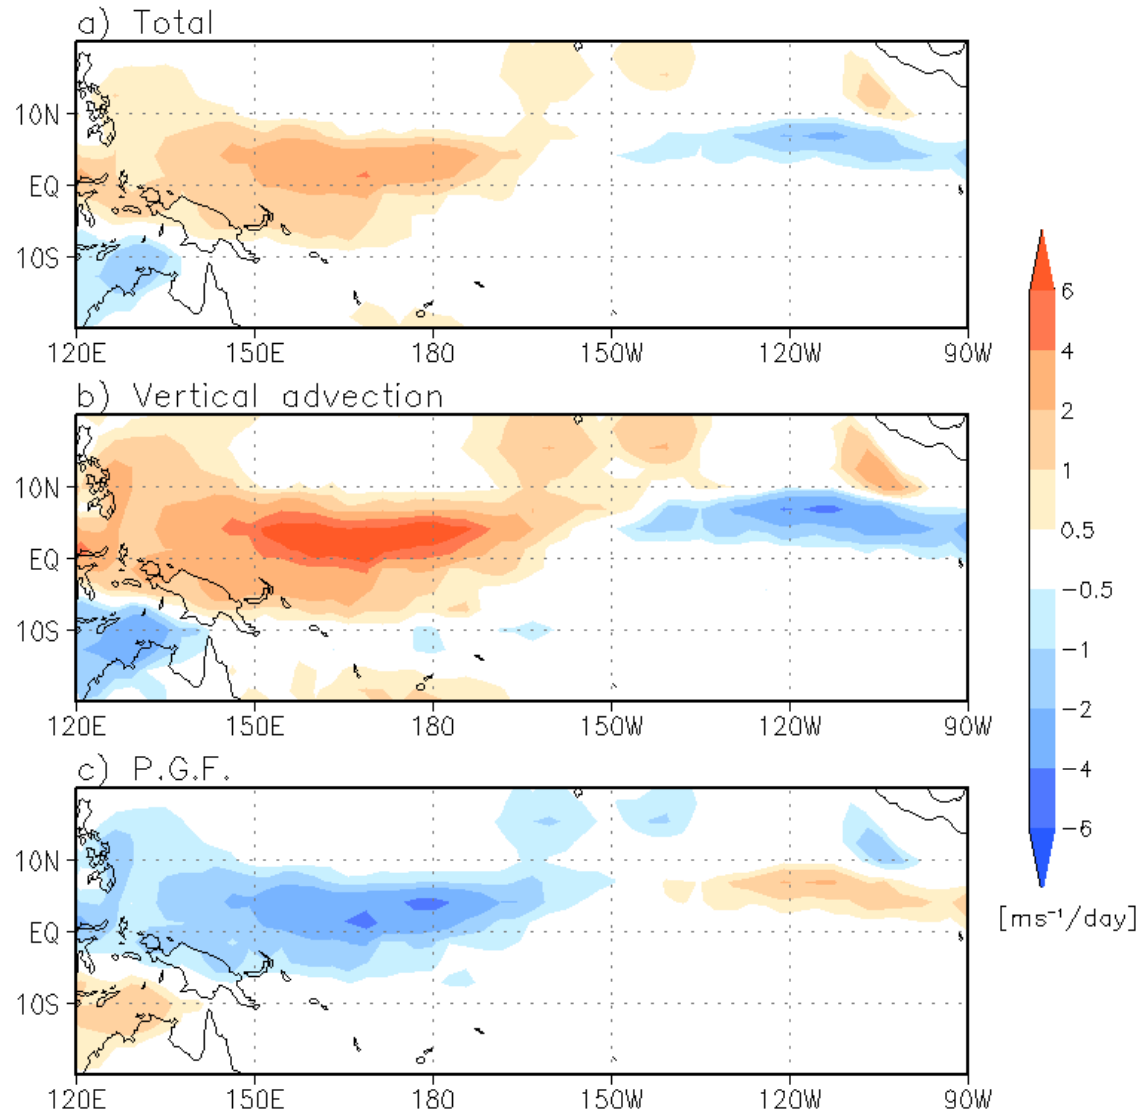 a) Total
10N
EQ
10S
120E 150E 180 150W 120W 90W
b) Vertical advection
10N
EQ
10S
120E 150E 180 150W 120W 90W
c) P.G.F.
10N
EQ
10S
120E 150E 180 150W 120W 90W
6
4
2
1
0.5
−0.5
−1
−2
−4
−6
[ms⁻¹/day]